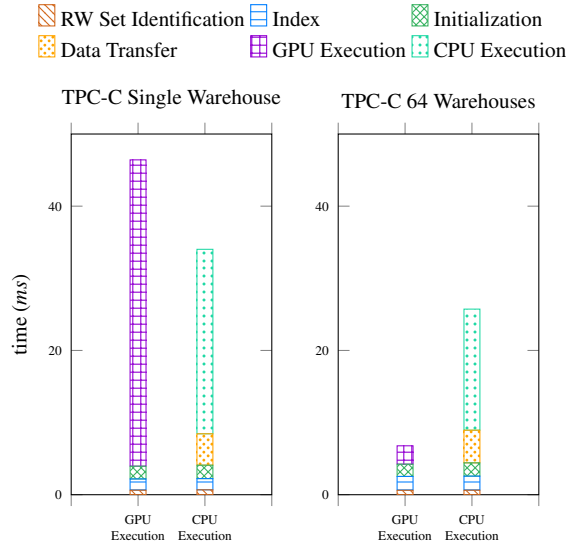 RW Set Identification Index Initialization
Data Transfer GPU Execution CPU Execution
TPC-C Single Warehouse TPC-C 64 Warehouses
40 40
20 20
0 0
time (ms)
GPU Execution CPU Execution GPU Execution CPU Execution